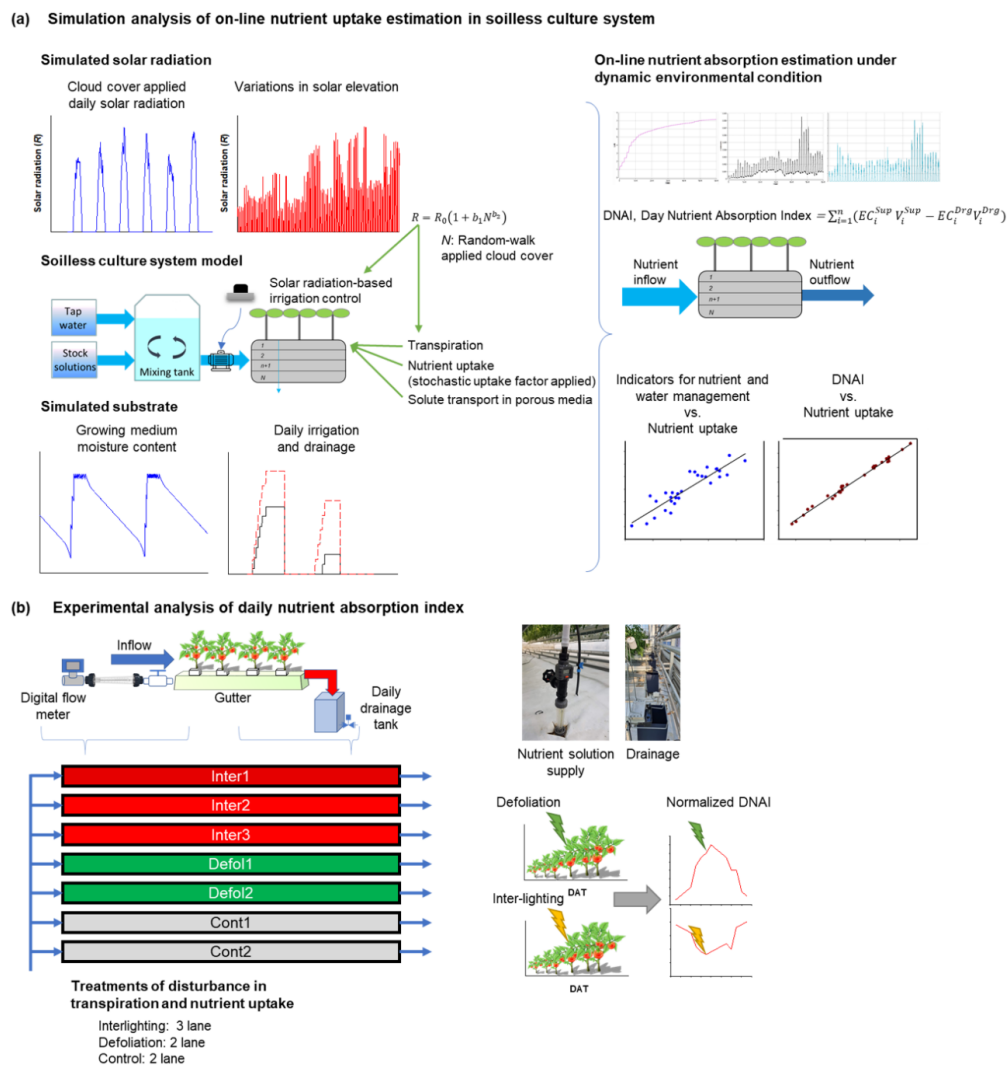 (a) Simulation analysis of on-line nutrient uptake estimation in soilless culture system
Simulated solar radiation
Cloud cover applied
daily solar radiation
Variations in solar elevation
Solar radiation (R)
Solar radiation (R)
R = R₀(1 + b₁N^{b₂})
N: Random-walk
applied cloud cover
Soilless culture system model
Solar radiation-based
irrigation control
Tap
water
Stock
solutions
Mixing tank
1
2
n+1
N
Transpiration
Nutrient uptake
(stochastic uptake factor applied)
Solute transport in porous media
Simulated substrate
Growing medium
moisture content
Daily irrigation
and drainage
On-line nutrient absorption estimation under
dynamic environmental condition
DNAI, Day Nutrient Absorption Index = ∑ᵢ₌₁ⁿ(ECᵢ^{Sup} Vᵢ^{Sup} − ECᵢ^{Drg}Vᵢ^{Drg})
Nutrient
inflow
1
2
n+1
N
Nutrient
outflow
Indicators for nutrient and
water management
vs.
Nutrient uptake
DNAI
vs.
Nutrient uptake
(b) Experimental analysis of daily nutrient absorption index
Inflow
Digital flow
meter
Gutter
Daily
drainage
tank
Inter1
Inter2
Inter3
Defol1
Defol2
Cont1
Cont2
Treatments of disturbance in
transpiration and nutrient uptake
Interlighting: 3 lane
Defoliation: 2 lane
Control: 2 lane
Nutrient solution
supply
Drainage
Defoliation
DAT
Inter-lighting
DAT
Normalized DNAI